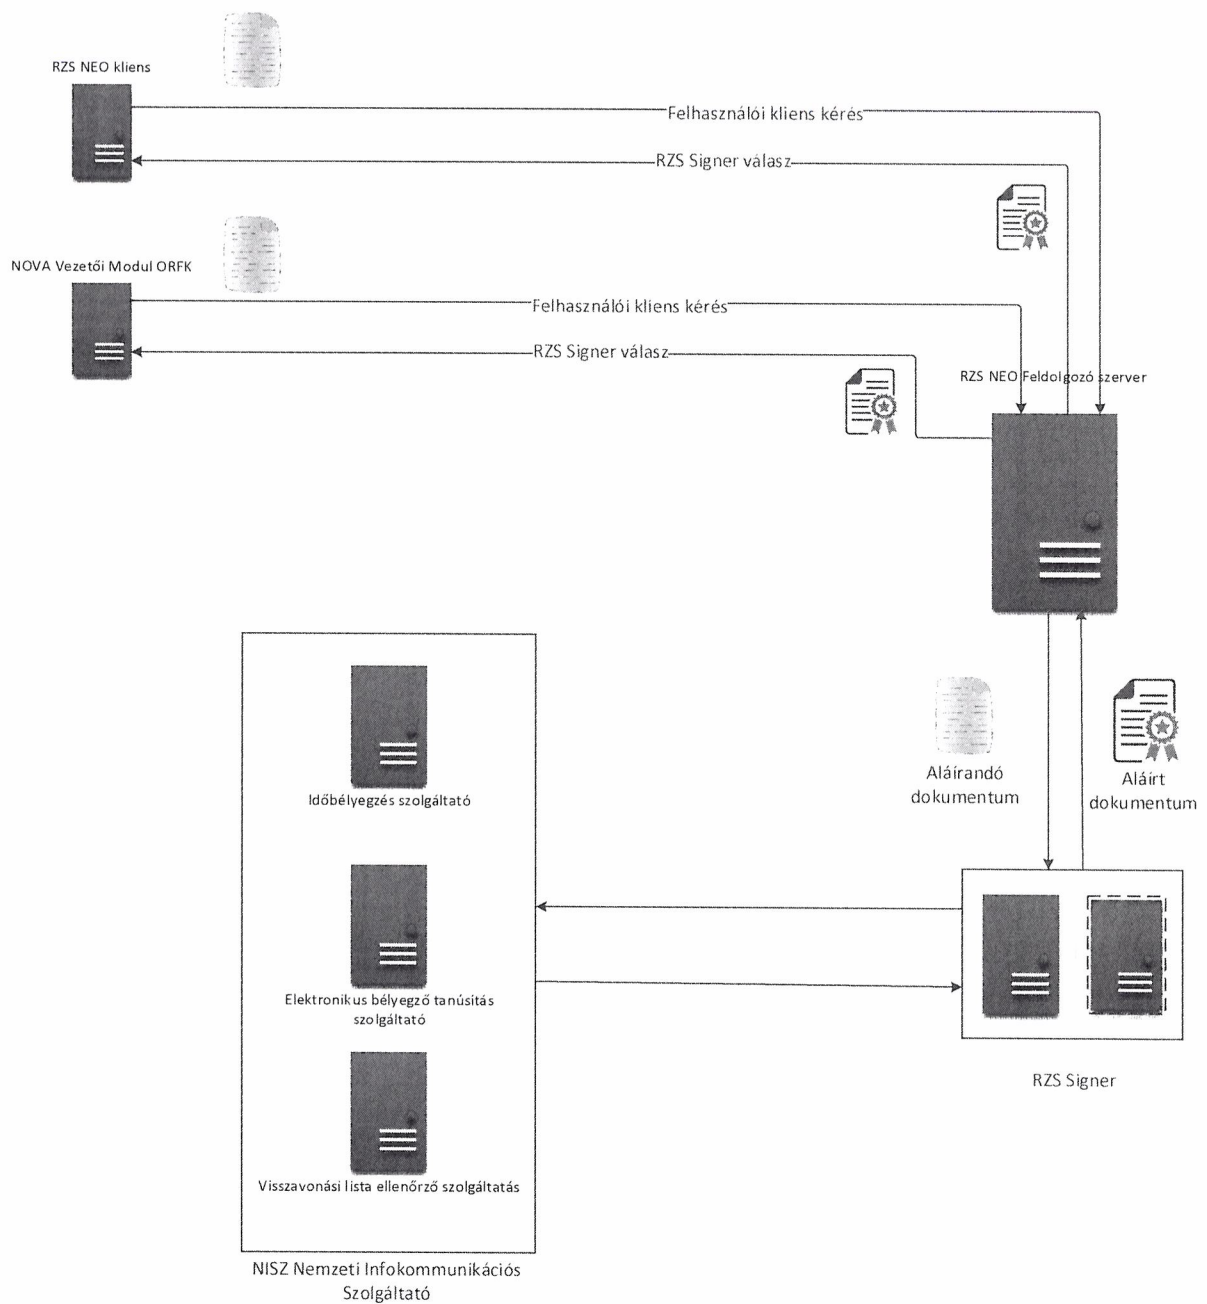 RZS NEO kliens
Felhasználói kliens kérés
RZS Signer válasz
NOVA Vezetői Modul ORFK
Felhasználói kliens kérés
RZS Signer válasz
RZS NEO Feldolgozó szerver
Aláírandó
dokumentum
Aláírt
dokumentum
Időbélyegzés szolgáltató
Elektronikus bélyegző tanúsitás
szolgáltató
Visszavonási lista ellenőrző szolgáltatás
RZS Signer
NISZ Nemzeti Infokommunikációs
Szolgáltató